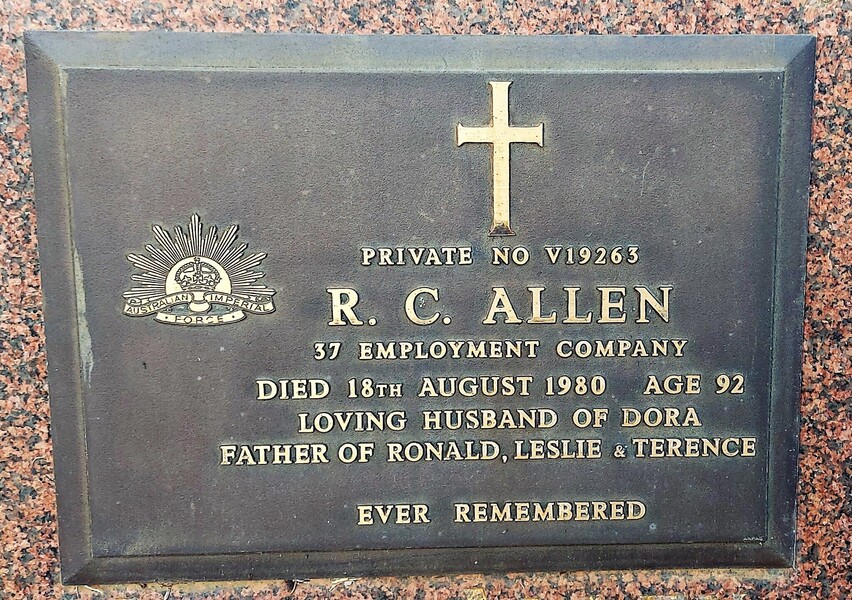 AUSTRALIAN IMPERIAL
FORCE
PRIVATE NO V19263
R. C. ALLEN
37 EMPLOYMENT COMPANY
DIED 18TH AUGUST 1980 AGE 92
LOVING HUSBAND OF DORA
FATHER OF RONALD, LESLIE & TERENCE
EVER REMEMBERED